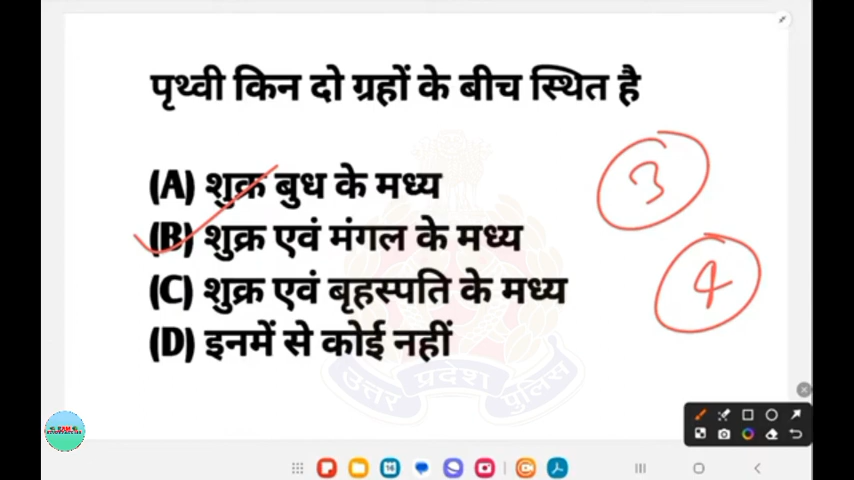 पृथ्वी किन दो ग्रहों के बीच स्थित है
(A) शुक्र बुध के मध्य
(B) शुक्र एवं मंगल के मध्य
(C) शुक्र एवं बृहस्पति के मध्य
(D) इनमें से कोई नहीं
3
4
उत्तर प्रदेश पुलिस